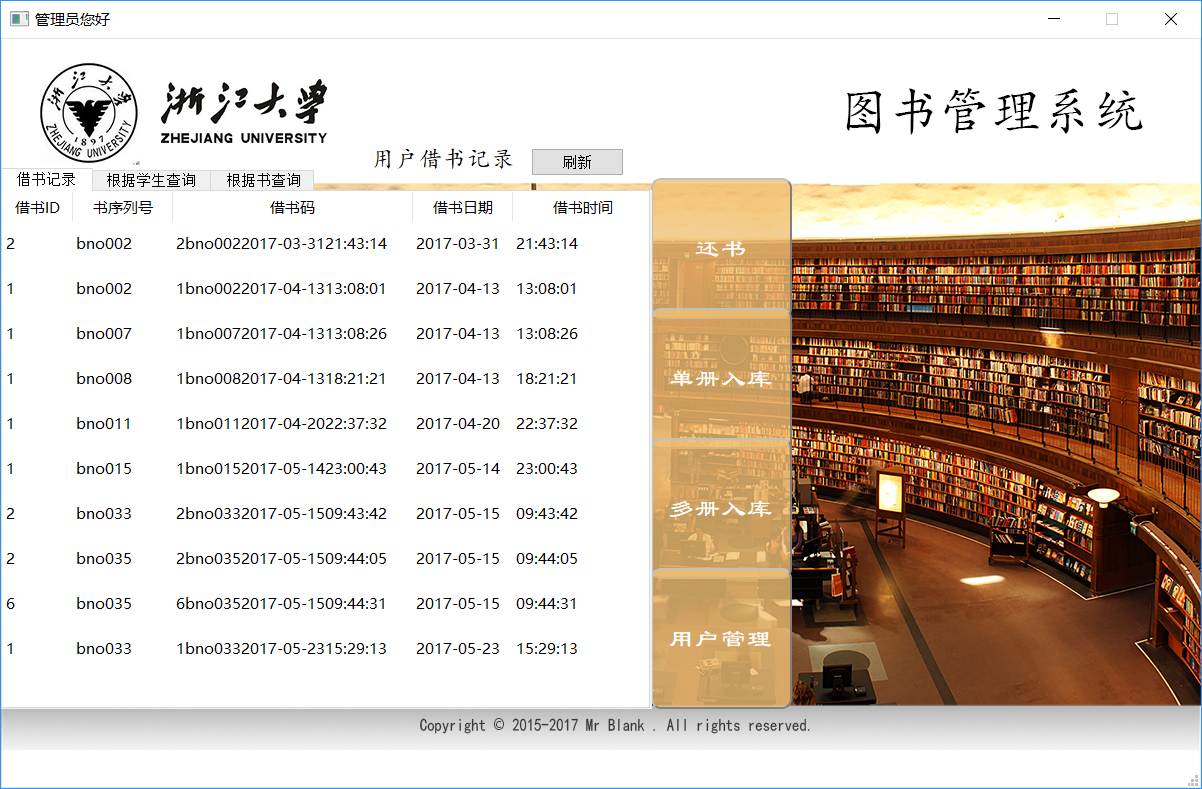 管理员您好
浙江大学
ZHEJIANG UNIVERSITY
浙江大学
ZHEJIANG UNIVERSITY
1897
图书管理系统
用户借书记录
刷新
借书记录 根据学生查询 根据书查询
借书ID 书序列号 借书码 借书日期 借书时间
2 bno002 2bno0022017-03-3121:43:14 2017-03-31 21:43:14
1 bno002 1bno0022017-04-1313:08:01 2017-04-13 13:08:01
1 bno007 1bno0072017-04-1313:08:26 2017-04-13 13:08:26
1 bno008 1bno0082017-04-1318:21:21 2017-04-13 18:21:21
1 bno011 1bno0112017-04-2022:37:32 2017-04-20 22:37:32
1 bno015 1bno0152017-05-1423:00:43 2017-05-14 23:00:43
2 bno033 2bno0332017-05-1509:43:42 2017-05-15 09:43:42
2 bno035 2bno0352017-05-1509:44:05 2017-05-15 09:44:05
6 bno035 6bno0352017-05-1509:44:31 2017-05-15 09:44:31
1 bno033 1bno0332017-05-2315:29:13 2017-05-23 15:29:13
还书
单册入库
多册入库
用户管理
Copyright © 2015-2017 Mr Blank . All rights reserved.